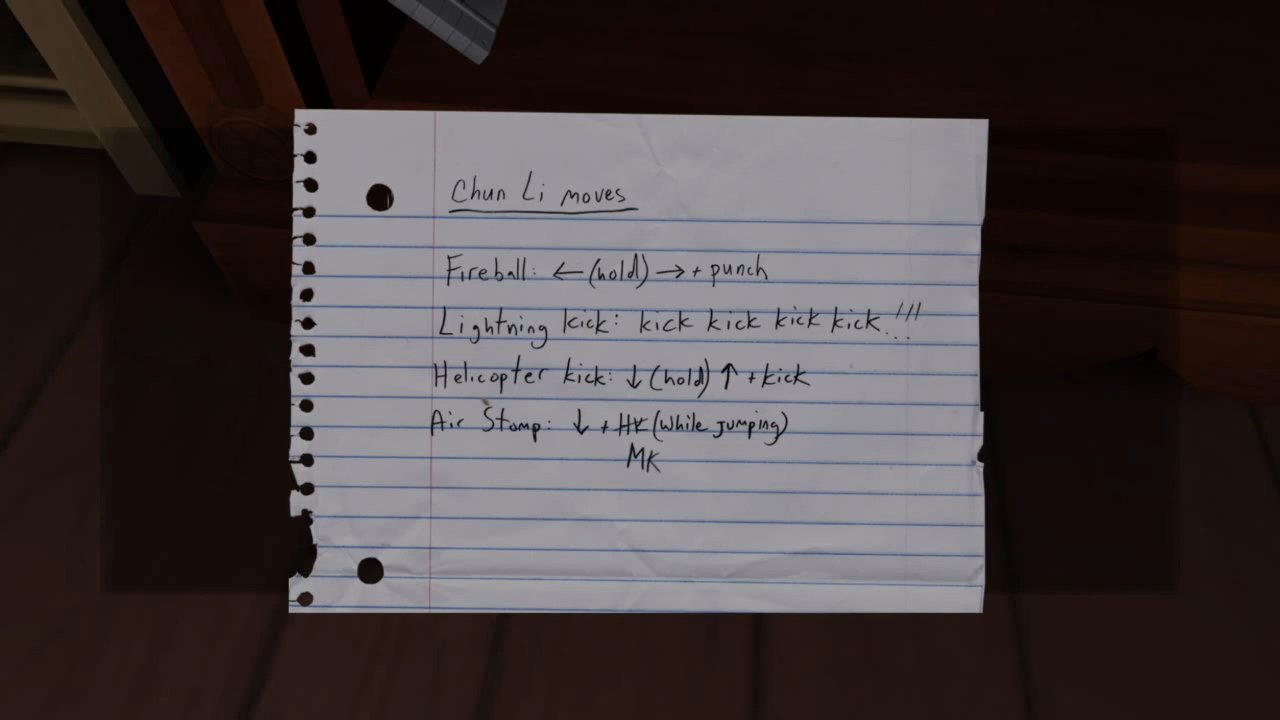 Chun Li moves
Fireball: ← (hold) → + punch
Lightning kick: kick kick kick kick...!!!
Helicopter kick: ↓ (hold) ↑ + kick
Air Stomp: ↓ + HK (while jumping)
MK